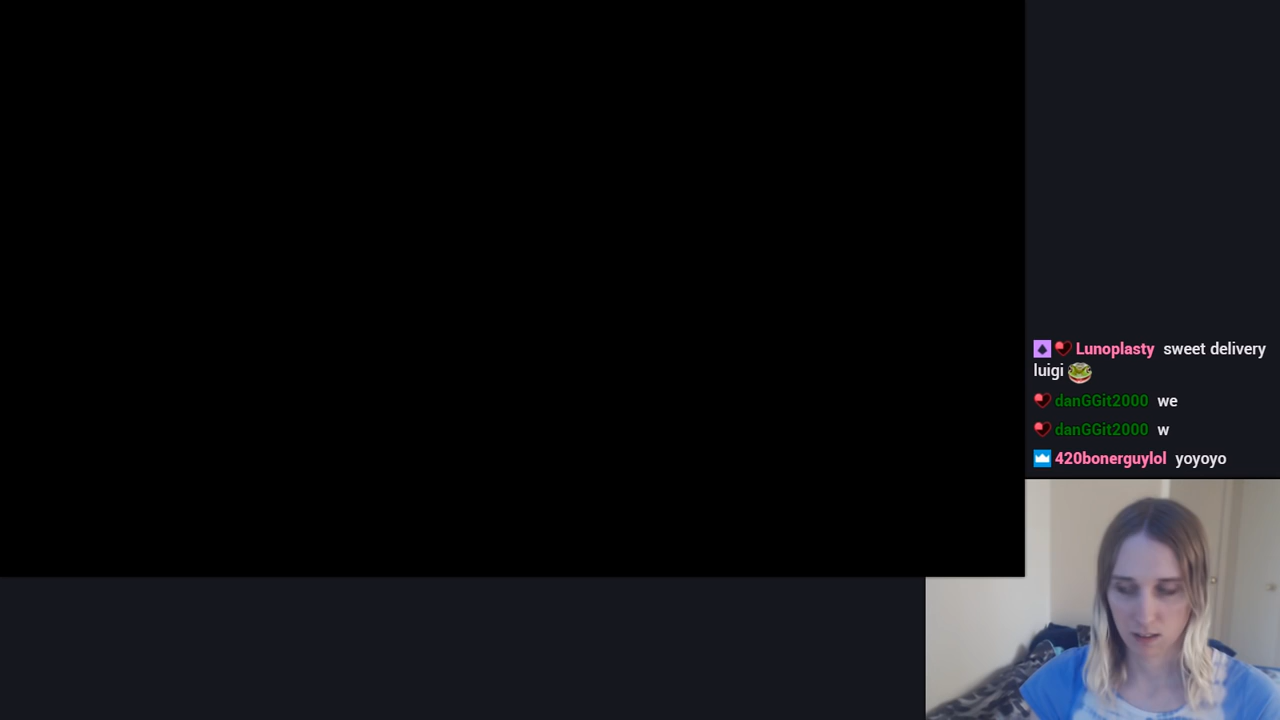 Lunoplasty sweet delivery
luigi
danGGit2000 we
danGGit2000 w
420bonerguylol yoyoyo